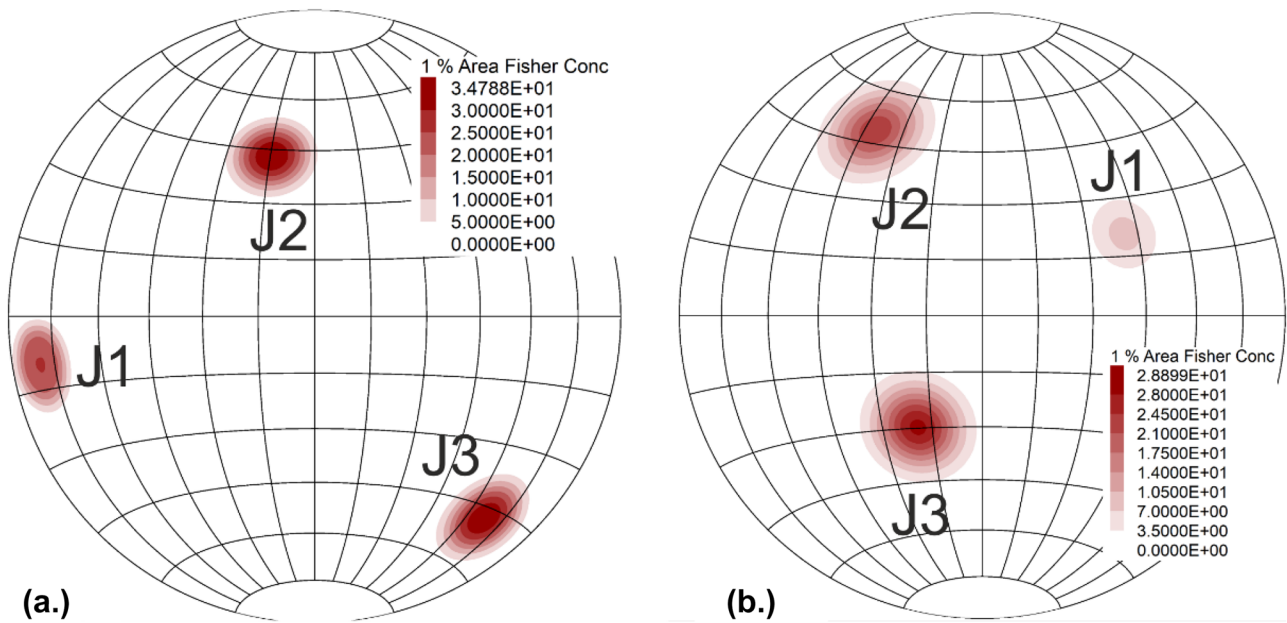 1 % Area Fisher Conc
3.4788E+01
3.0000E+01
2.5000E+01
2.0000E+01
1.5000E+01
1.0000E+01
5.0000E+00
0.0000E+00
J2
J1
J3
(a.)
J1
J2
1 % Area Fisher Conc
2.8899E+01
2.8000E+01
2.4500E+01
2.1000E+01
1.7500E+01
1.4000E+01
1.0500E+01
7.0000E+00
3.5000E+00
0.0000E+00
J3
(b.)